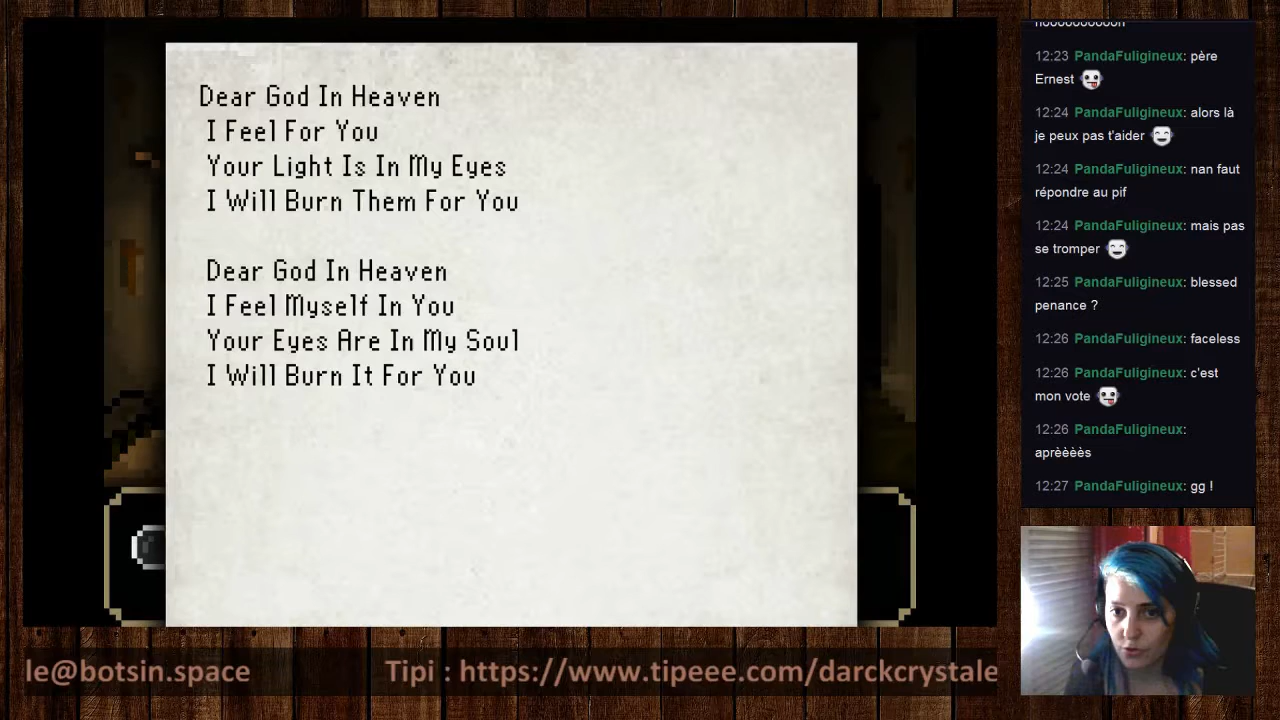 Dear God In Heaven
I Feel For You
Your Light Is In My Eyes
I Will Burn Them For You
Dear God In Heaven
I Feel Myself In You
Your Eyes Are In My Soul
I Will Burn It For You
12:23 PandaFuligineux: père
Ernest
12:24 PandaFuligineux: alors là
je peux pas t'aider
12:24 PandaFuligineux: nan faut
répondre au pif
12:24 PandaFuligineux: mais pas
se tromper
12:25 PandaFuligineux: blessed
penance ?
12:26 PandaFuligineux: faceless
12:26 PandaFuligineux: c'est
mon vote
12:26 PandaFuligineux:
aprèèèès
12:27 PandaFuligineux: gg !
le@botsin.space Tipi : https://www.tipeee.com/darckcrystale